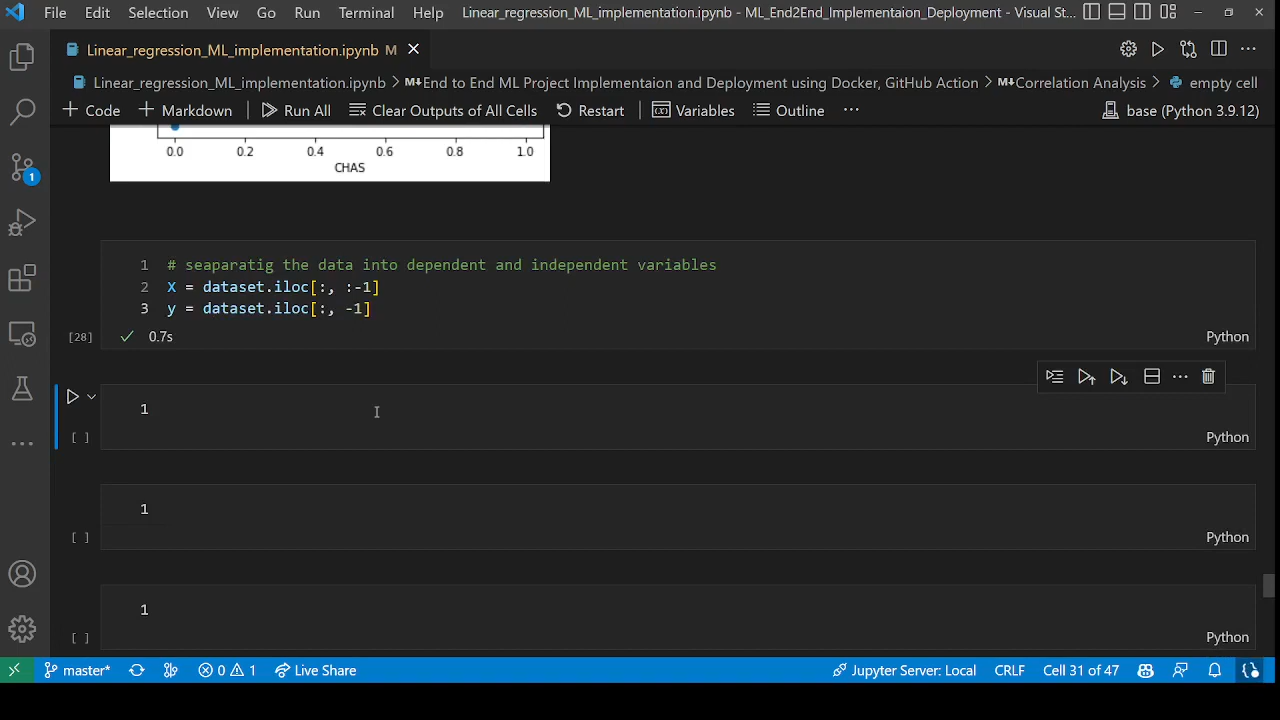 File Edit Selection View Go Run Terminal Help Linear_regression_ML_implementation.ipynb - ML_End2End_Implementaion_Deployment - Visual St...
Linear_regression_ML_implementation.ipynb M
Linear_regression_ML_implementation.ipynb > M↓End to End ML Project Implementaion and Deployment using Docker, GitHub Action > M↓Correlation Analysis > empty cell
+ Code + Markdown Run All Clear Outputs of All Cells Restart Variables Outline ... base (Python 3.9.12)
0.0 0.2 0.4 0.6 0.8 1.0
CHAS
1 # seaparatig the data into dependent and independent variables
2 X = dataset.iloc[:, :-1]
3 y = dataset.iloc[:, -1]
[28] ✓ 0.7s Python
1
[ ] Python
1
[ ] Python
1
[ ] Python
1
master* 0 1 Live Share Jupyter Server: Local CRLF Cell 31 of 47